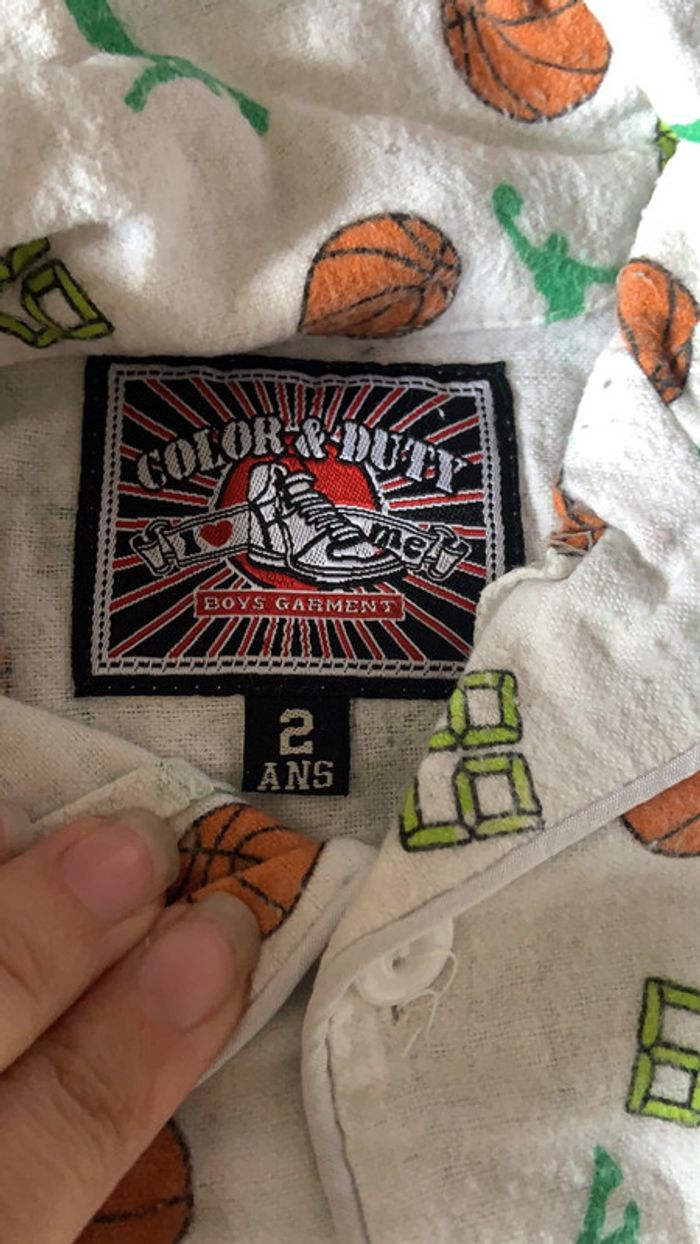 COLOR & DUTY
I ♥ me
BOYS GARMENT
2
ANS